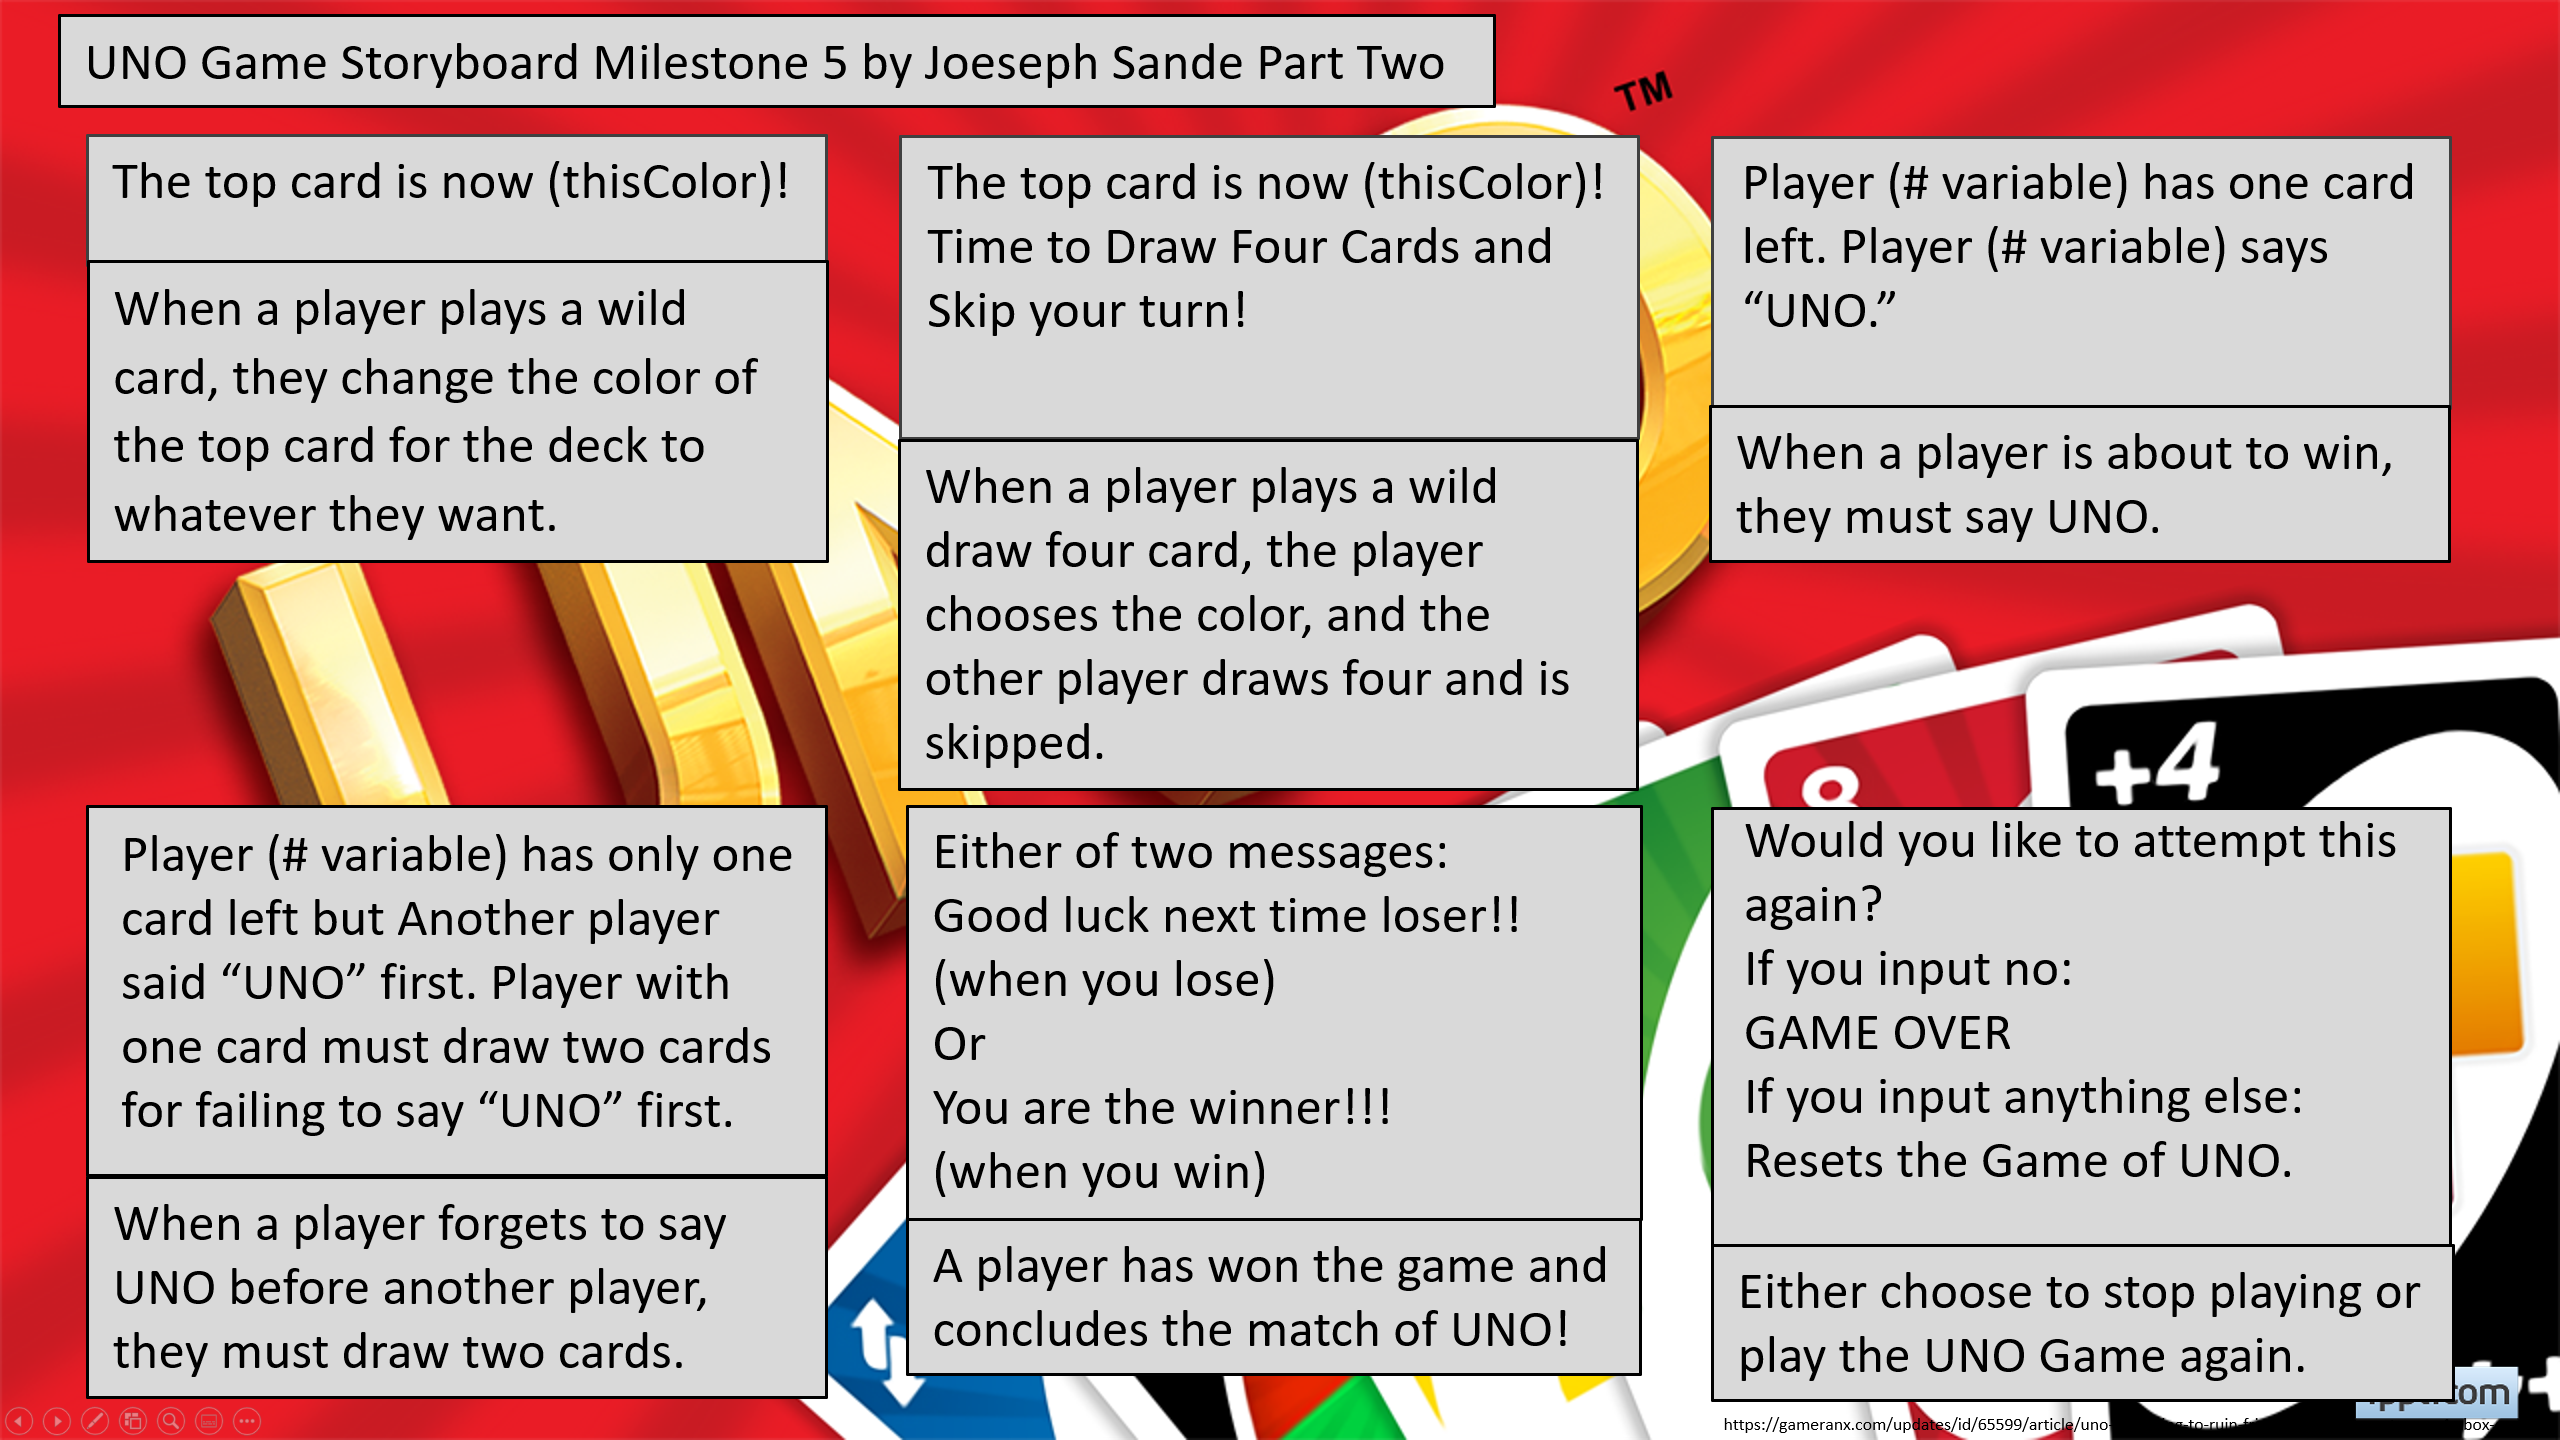 UNO Game Storyboard Milestone 5 by Joeseph Sande Part Two
TM
The top card is now (thisColor)!
When a player plays a wild
card, they change the color of
the top card for the deck to
whatever they want.
The top card is now (thisColor)!
Time to Draw Four Cards and
Skip your turn!
When a player plays a wild
draw four card, the player
chooses the color, and the
other player draws four and is
skipped.
Player (# variable) has one card
left. Player (# variable) says
“UNO.”
When a player is about to win,
they must say UNO.
8
+4
Player (# variable) has only one
card left but Another player
said “UNO” first. Player with
one card must draw two cards
for failing to say “UNO” first.
When a player forgets to say
UNO before another player,
they must draw two cards.
Either of two messages:
Good luck next time loser!!
(when you lose)
Or
You are the winner!!!
(when you win)
A player has won the game and
concludes the match of UNO!
Would you like to attempt this
again?
If you input no:
GAME OVER
If you input anything else:
Resets the Game of UNO.
Either choose to stop playing or
play the UNO Game again.
https://gameranx.com/updates/id/65599/article/uno-